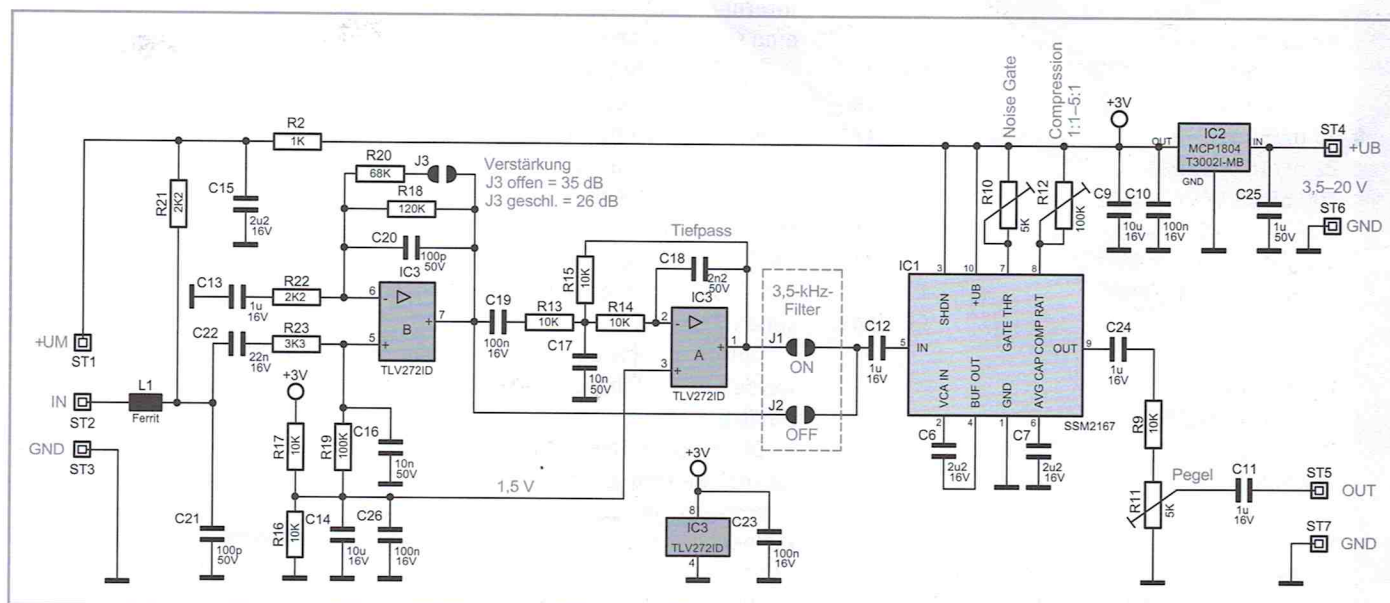 Noise Gate
Compression
1:1–5:1
+3V
R2
1K
R20
68K
J3
Verstärkung
J3 offen = 35 dB
J3 geschl. = 26 dB
R18
120K
R21
2K2
C15
2u2
16V
C20
100p
50V
R10
5K
R12
100K
C9
10u
16V
C10
100n
16V
OUT
IC2
MCP1804
T3002I-MB
IN
GND
C25
1u
50V
ST4
+UB
3,5–20 V
ST6
GND
Tiefpass
C18
2n2
50V
R15
10K
C13
1u
16V
R22
2K2
IC3
6
-
B
5
+
7
TLV272ID
C22
22n
16V
R23
3K3
C19
100n
16V
R13
10K
R14
10K
C17
10n
50V
IC3
2
-
A
3
+
1
TLV272ID
3,5-kHz-
Filter
J1
ON
J2
OFF
C12
1u
16V
IC1
3
10
7
8
SHDN
+UB
GATE THR
COMP RAT
5
IN
OUT
9
VCA IN
BUF OUT
GND
AVG CAP
2
4
1
6
SSM2167
C6
2u2
16V
C7
2u2
16V
C24
1u
16V
R9
10K
Pegel
R11
5K
C11
1u
16V
ST5
OUT
ST7
GND
+UM
ST1
IN
ST2
L1
Ferrit
GND
ST3
+3V
R17
10K
R19
100K
C16
10n
50V
1,5 V
C21
100p
50V
R16
10K
C14
10u
16V
C26
100n
16V
+3V
8
IC3
TLV272ID
4
C23
100n
16V